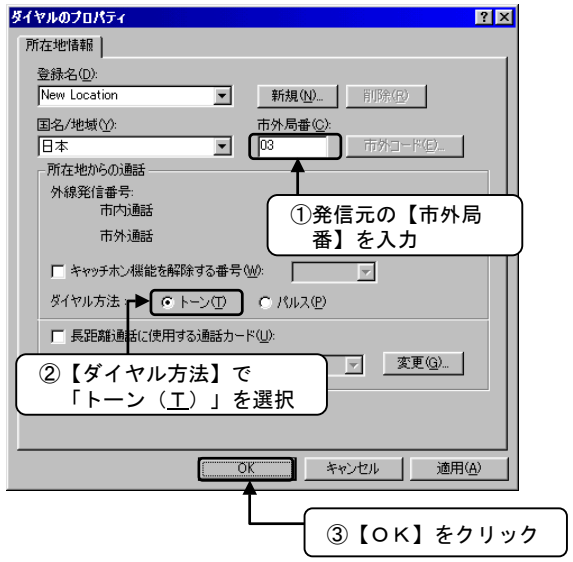 ダイヤルのプロパティ
所在地情報
登録名(D):
New Location
新規(N)...
削除(R)
国名/地域(Y):
市外局番(C):
日本
03
市外コード(E)...
所在地からの通話
外線発信番号:
市内通話
市外通話
①発信元の【市外局
番】を入力
キャッチホン機能を解除する番号(W):
ダイヤル方法:
トーン(T)
パルス(P)
長距離通話に使用する通話カード(U):
変更(G)...
②【ダイヤル方法】で
「トーン（T）」を選択
OK
キャンセル
適用(A)
③【ＯＫ】をクリック